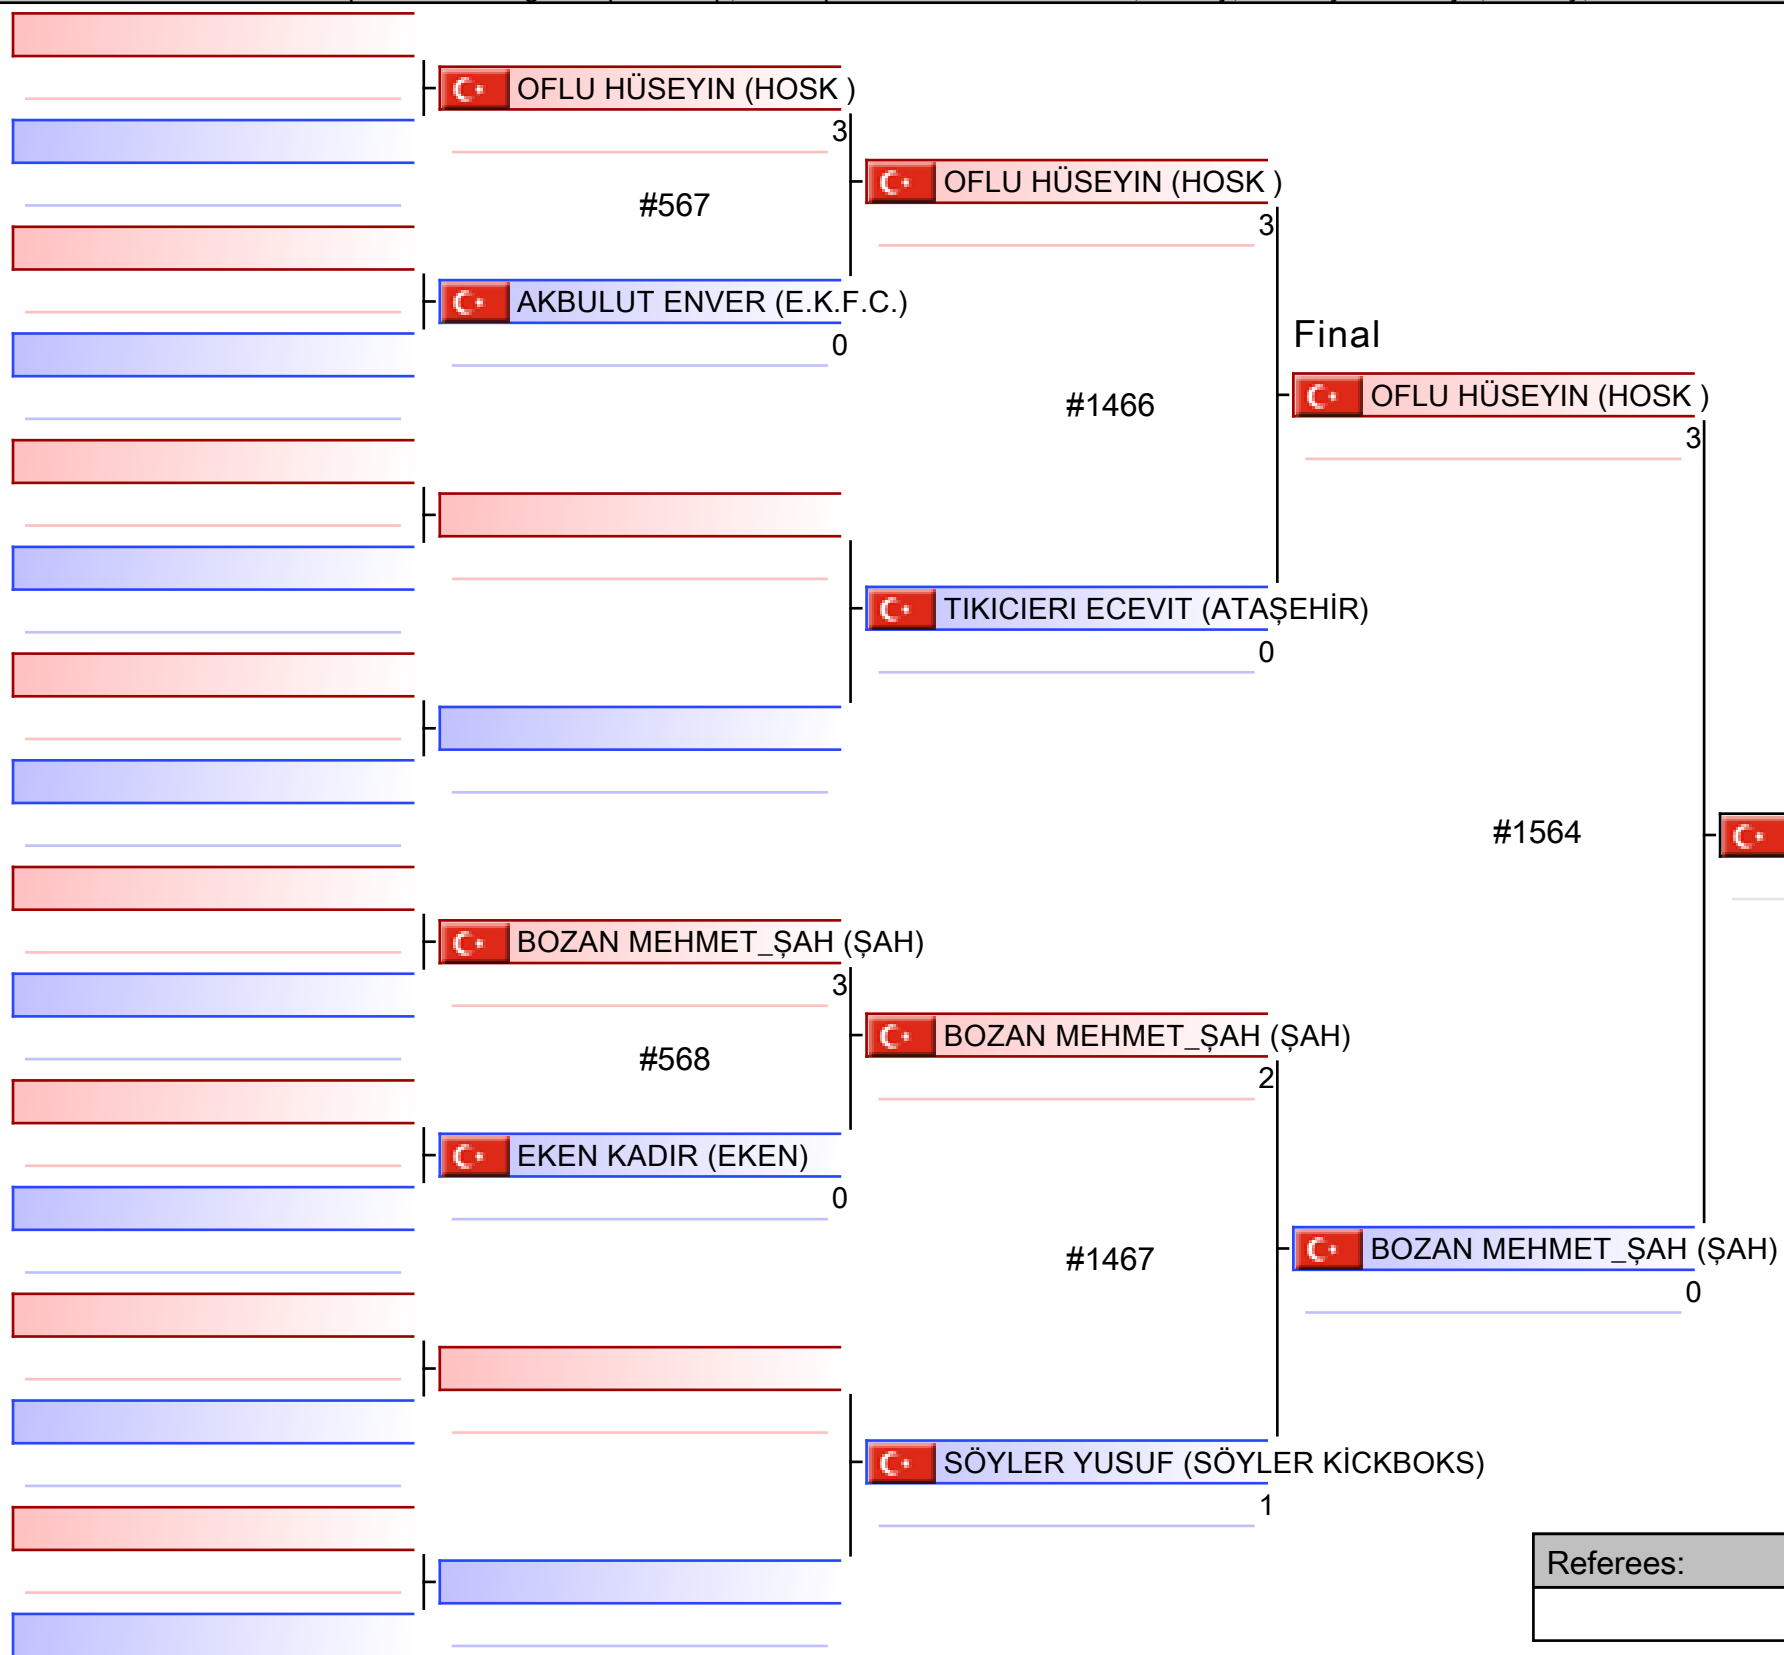 OFLU HÜSEYIN (HOSK )
3
#567
AKBULUT ENVER (E.K.F.C.)
0
OFLU HÜSEYIN (HOSK )
3
#1466
TIKICIERI ECEVIT (ATAŞEHİR)
0
Final
OFLU HÜSEYIN (HOSK )
3
#1564
BOZAN MEHMET_ŞAH (ŞAH)
3
#568
EKEN KADIR (EKEN)
0
BOZAN MEHMET_ŞAH (ŞAH)
2
#1467
SÖYLER YUSUF (SÖYLER KİCKBOKS)
1
BOZAN MEHMET_ŞAH (ŞAH)
0
Referees: